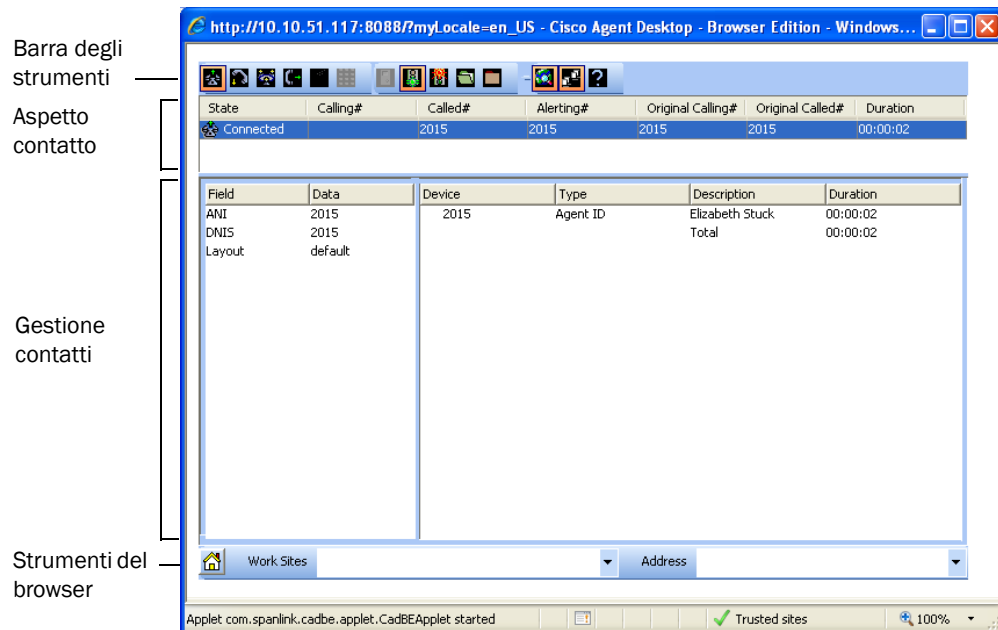 http://10.10.51.117:8088/?myLocale=en_US - Cisco Agent Desktop - Browser Edition - Windows...
Barra degli
strumenti
Aspetto
contatto
State Calling# Called# Alerting# Original Calling# Original Called# Duration
Connected 2015 2015 2015 2015 00:00:02
Field Data Device Type Description Duration
ANI 2015 2015 Agent ID Elizabeth Stuck 00:00:02
DNIS 2015 Total 00:00:02
Layout default
Gestione
contatti
Strumenti del
browser
Work Sites Address
Applet com.spanlink.cadbe.applet.CadBEApplet started Trusted sites 100%